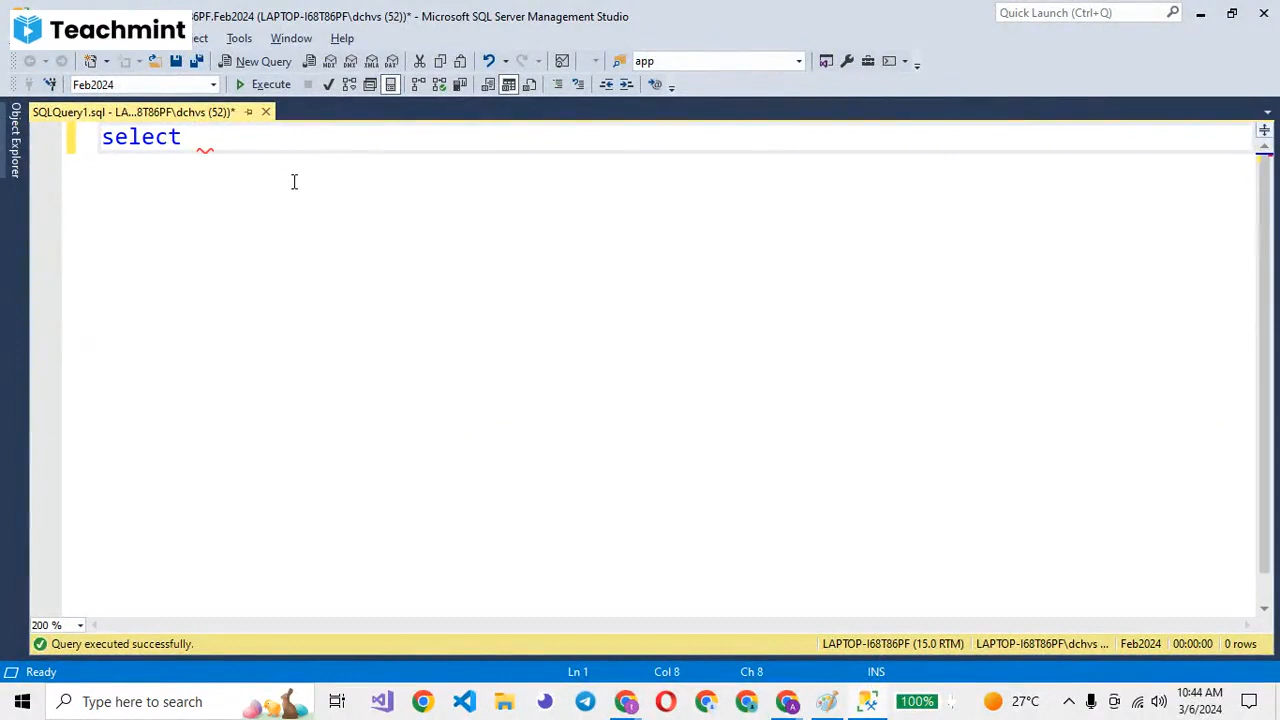 Teachmint
6PF.Feb2024 (LAPTOP-I68T86PF\dchvs (52))* - Microsoft SQL Server Management Studio
Quick Launch (Ctrl+Q)
Tools Window Help
New Query
app
Feb2024
Execute
SQLQuery1.sql - LA...8T86PF\dchvs (52))*
Object Explorer
select
200 %
Query executed successfully.
LAPTOP-I68T86PF (15.0 RTM)
LAPTOP-I68T86PF\dchvs ...
Feb2024
00:00:00
0 rows
Ready
Ln 1
Col 8
Ch 8
INS
Type here to search
100%
27°C
10:44 AM
3/6/2024